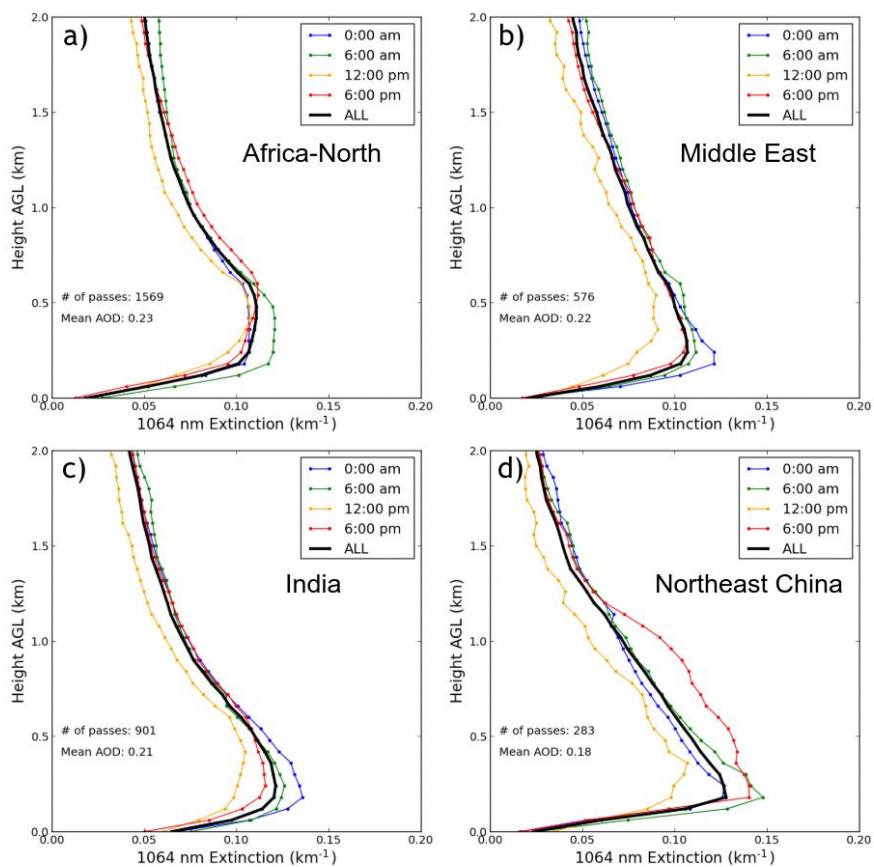 a)
0:00 am
6:00 am
12:00 pm
6:00 pm
ALL
Africa-North
# of passes: 1569
Mean AOD: 0.23
Height AGL (km)
2.0
1.5
1.0
0.5
0.0
0.00 0.05 0.10 0.15 0.20
1064 nm Extinction (km⁻¹)
b)
0:00 am
6:00 am
12:00 pm
6:00 pm
ALL
Middle East
# of passes: 576
Mean AOD: 0.22
Height AGL (km)
2.0
1.5
1.0
0.5
0.0
0.00 0.05 0.10 0.15 0.20
1064 nm Extinction (km⁻¹)
c)
0:00 am
6:00 am
12:00 pm
6:00 pm
ALL
India
# of passes: 901
Mean AOD: 0.21
Height AGL (km)
2.0
1.5
1.0
0.5
0.0
0.00 0.05 0.10 0.15 0.20
1064 nm Extinction (km⁻¹)
d)
0:00 am
6:00 am
12:00 pm
6:00 pm
ALL
Northeast China
# of passes: 283
Mean AOD: 0.18
Height AGL (km)
2.0
1.5
1.0
0.5
0.0
0.00 0.05 0.10 0.15 0.20
1064 nm Extinction (km⁻¹)